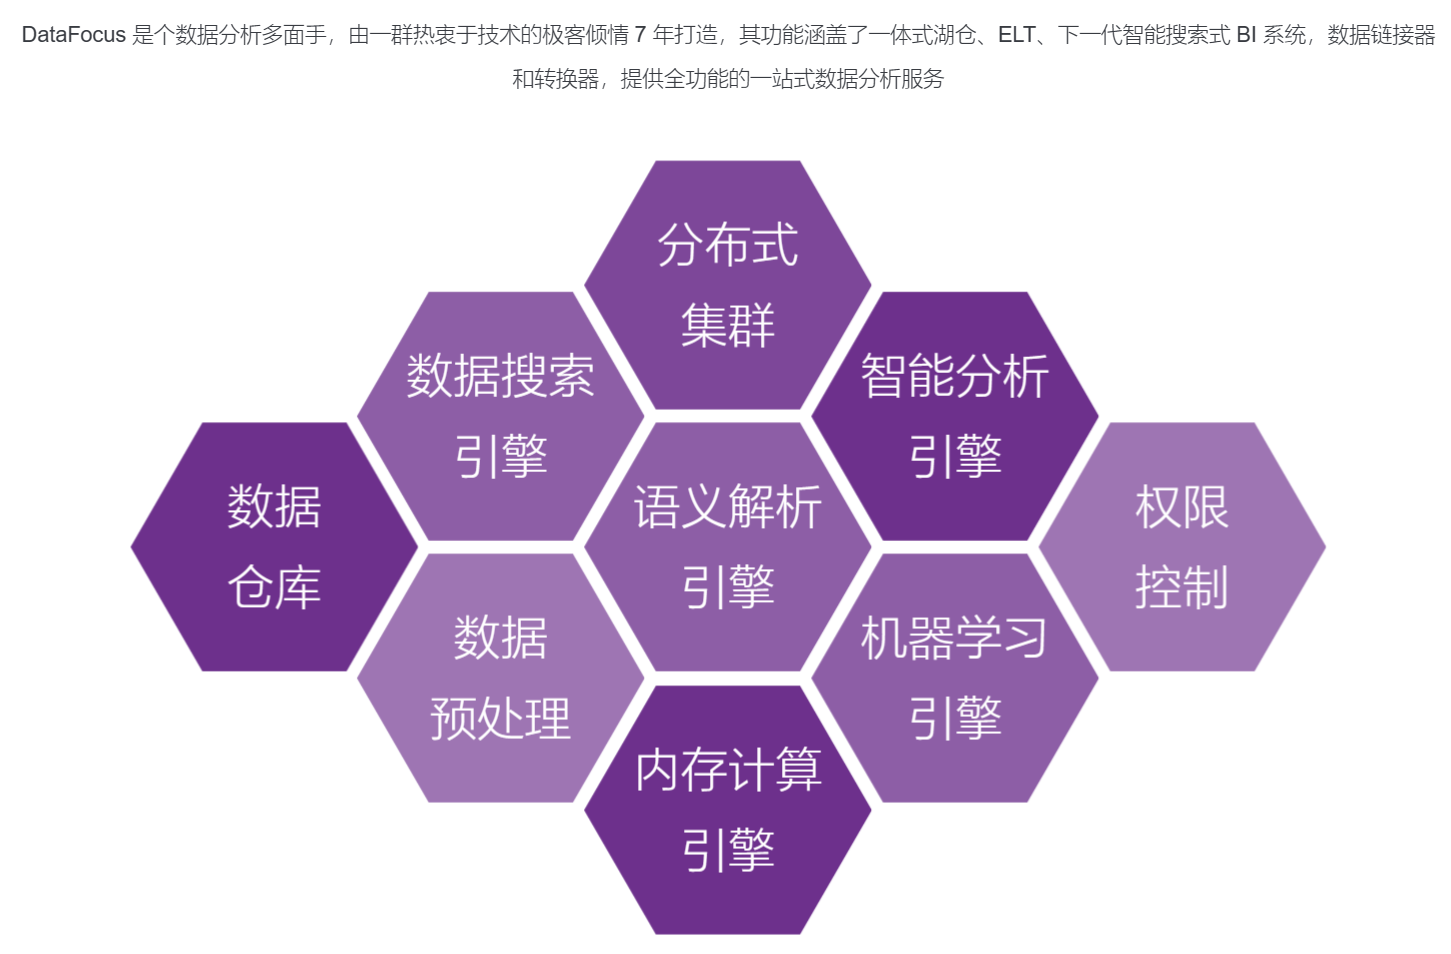 DataFocus 是个数据分析多面手，由一群热衷于技术的极客倾情 7 年打造，其功能涵盖了一体式湖仓、ELT、下一代智能搜索式 BI 系统，数据链接器
和转换器，提供全功能的一站式数据分析服务
分布式
集群
数据搜索
引擎
智能分析
引擎
数据
仓库
语义解析
引擎
权限
控制
数据
预处理
机器学习
引擎
内存计算
引擎